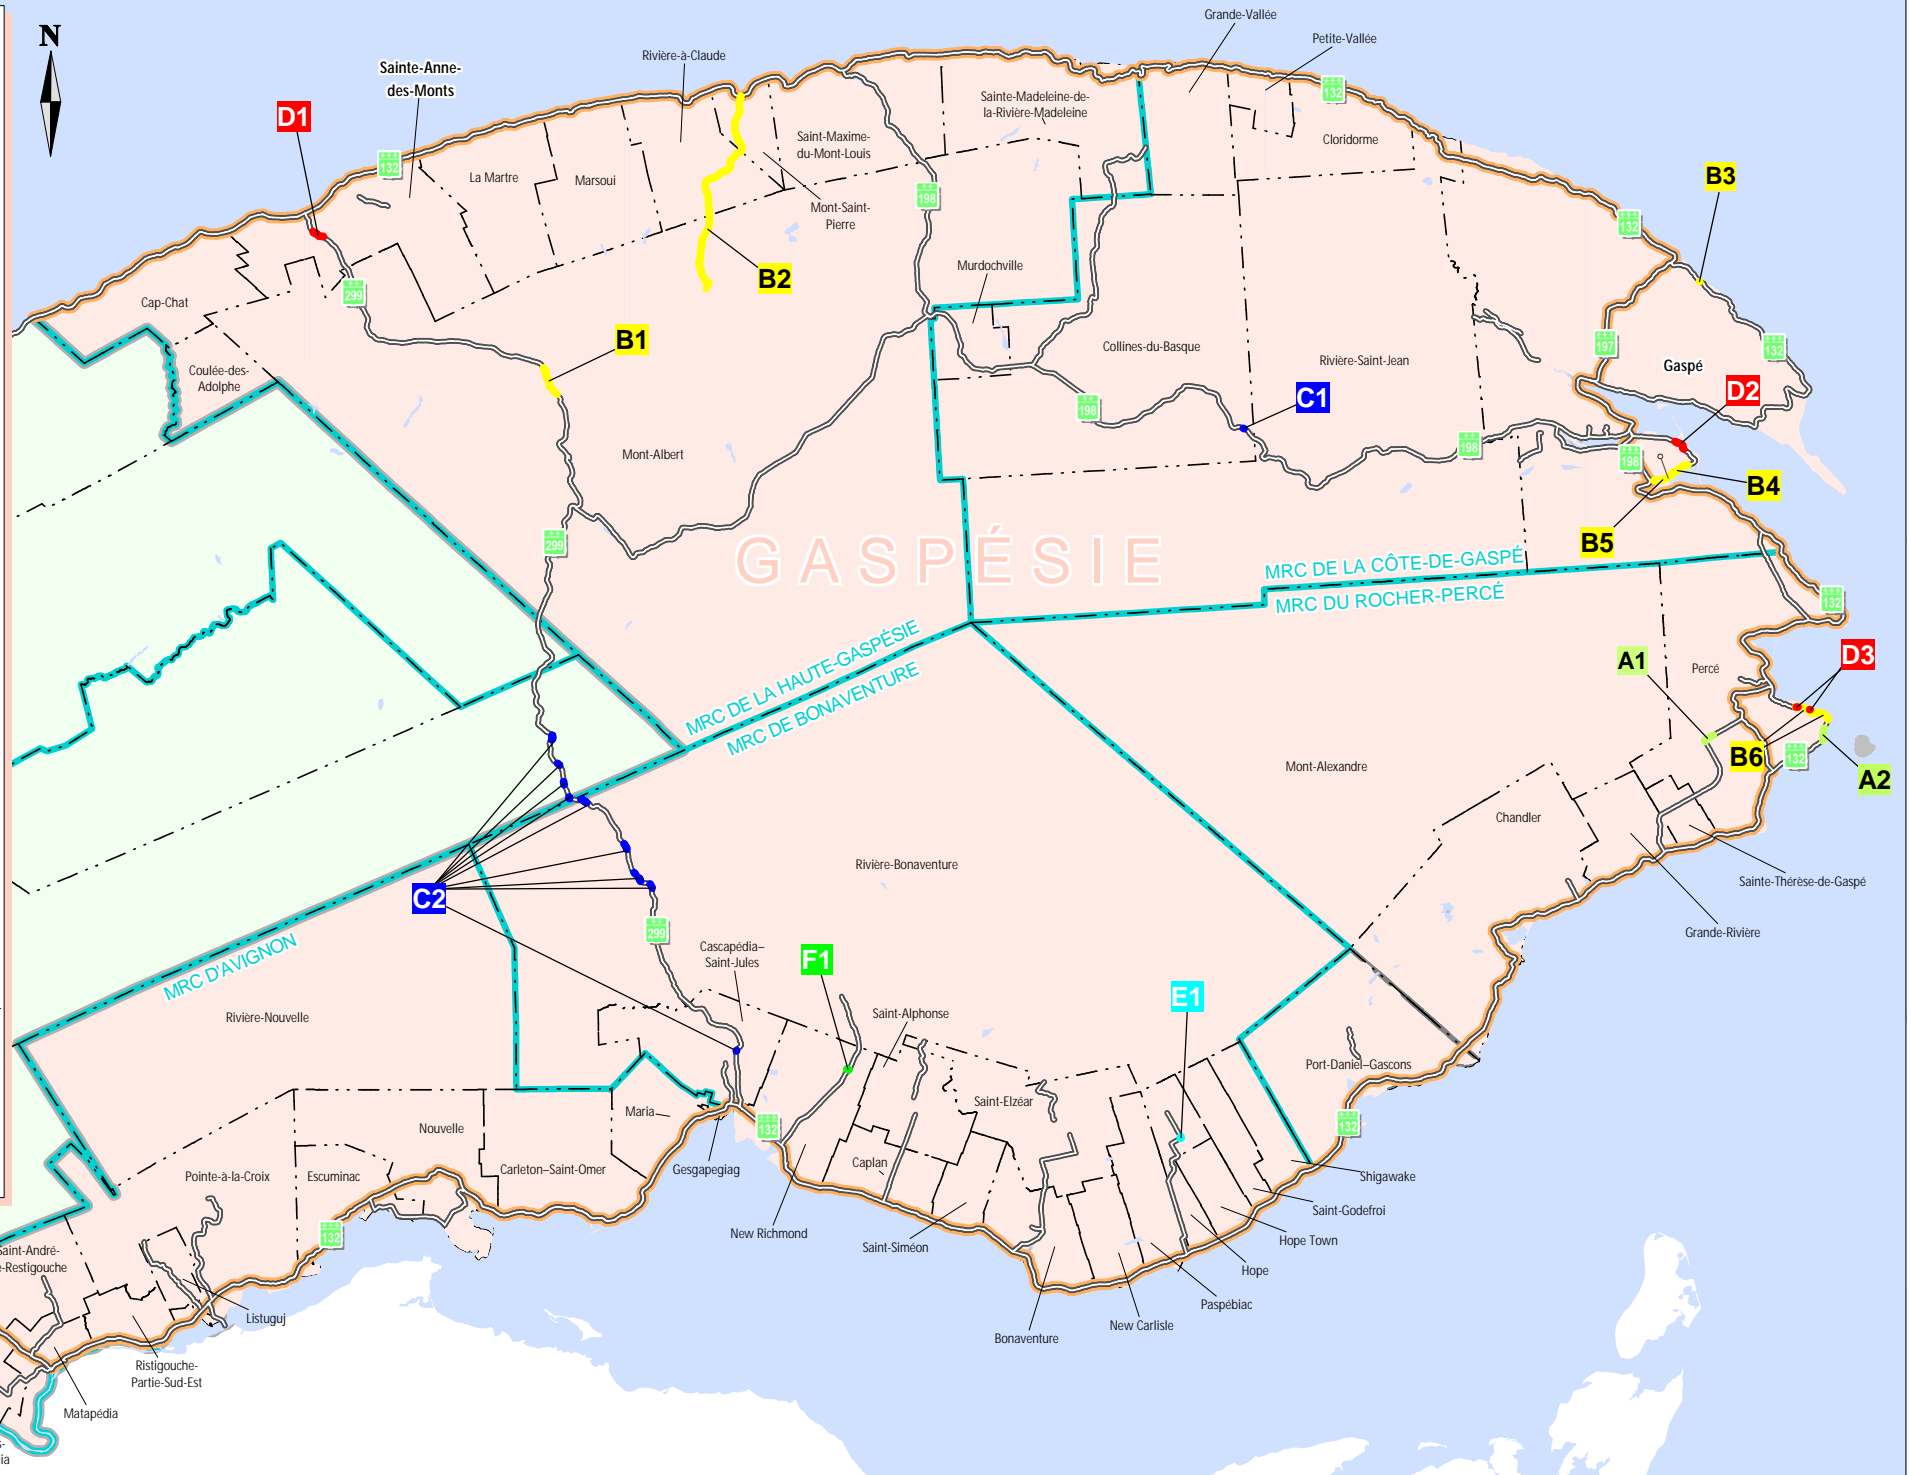 N
Grande-Vallée
Petite-Vallée
Rivière-à-Claude
Sainte-Anne-
des-Monts
132
Sainte-Madeleine-de-
la-Rivière-Madeleine
D1
Saint-Maxime-
du-Mont-Louis
Cloridorme
132
La Martre
Marsoui
198
B3
Mont-Saint-
Pierre
132
Murdochville
B2
299
Cap-Chat
B1
Collines-du-Basque
Rivière-Saint-Jean
197
132
Gaspé
Coulée-des-
Adolphe
C1
D2
198
Mont-Albert
198
198
B4
299
B5
GASPÉSIE
MRC DE LA CÔTE-DE-GASPÉ
MRC DU ROCHER-PERCÉ
132
MRC DE LA HAUTE-GASPÉSIE
MRC DE BONAVENTURE
A1
Percé
D3
B6
132
A2
Mont-Alexandre
Chandler
Rivière-Bonaventure
Sainte-Thérèse-de-Gaspé
C2
299
Grande-Rivière
MRC D'AVIGNON
Cascapédia–
Saint-Jules
F1
E1
Rivière-Nouvelle
Saint-Alphonse
Port-Daniel–Gascons
Saint-Elzéar
Maria
Nouvelle
132
132
Caplan
Carleton–Saint-Omer
Gesgapegiag
Pointe-à-la-Croix
Escuminac
Shigawake
Saint-Godefroi
New Richmond
132
Hope Town
Saint-Siméon
Saint-André-
e-Restigouche
Hope
Paspébiac
Listuguj
New Carlisle
Bonaventure
Ristigouche-
Partie-Sud-Est
Matapédia